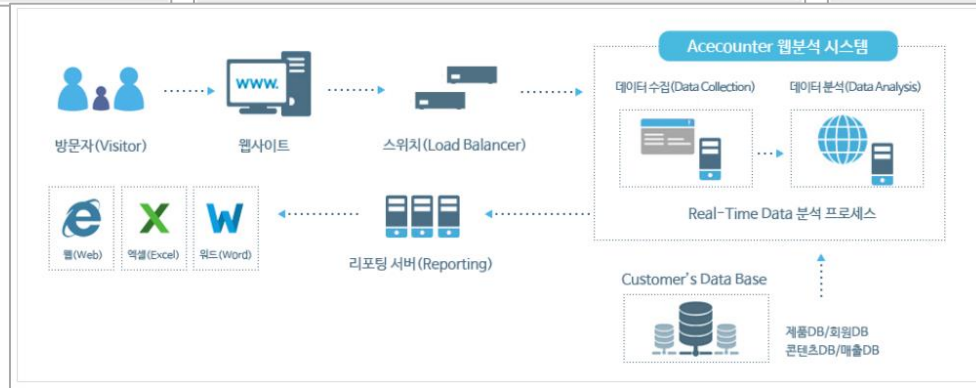 Acecounter 웹분석 시스템
데이터 수집(Data Collection)
데이터 분석(Data Analysis)
www.
방문자(Visitor)
웹사이트
스위치(Load Balancer)
Real-Time Data 분석 프로세스
웹(Web)
엑셀(Excel)
워드(Word)
리포팅 서버(Reporting)
Customer's Data Base
제품DB/회원DB
콘텐츠DB/매출DB